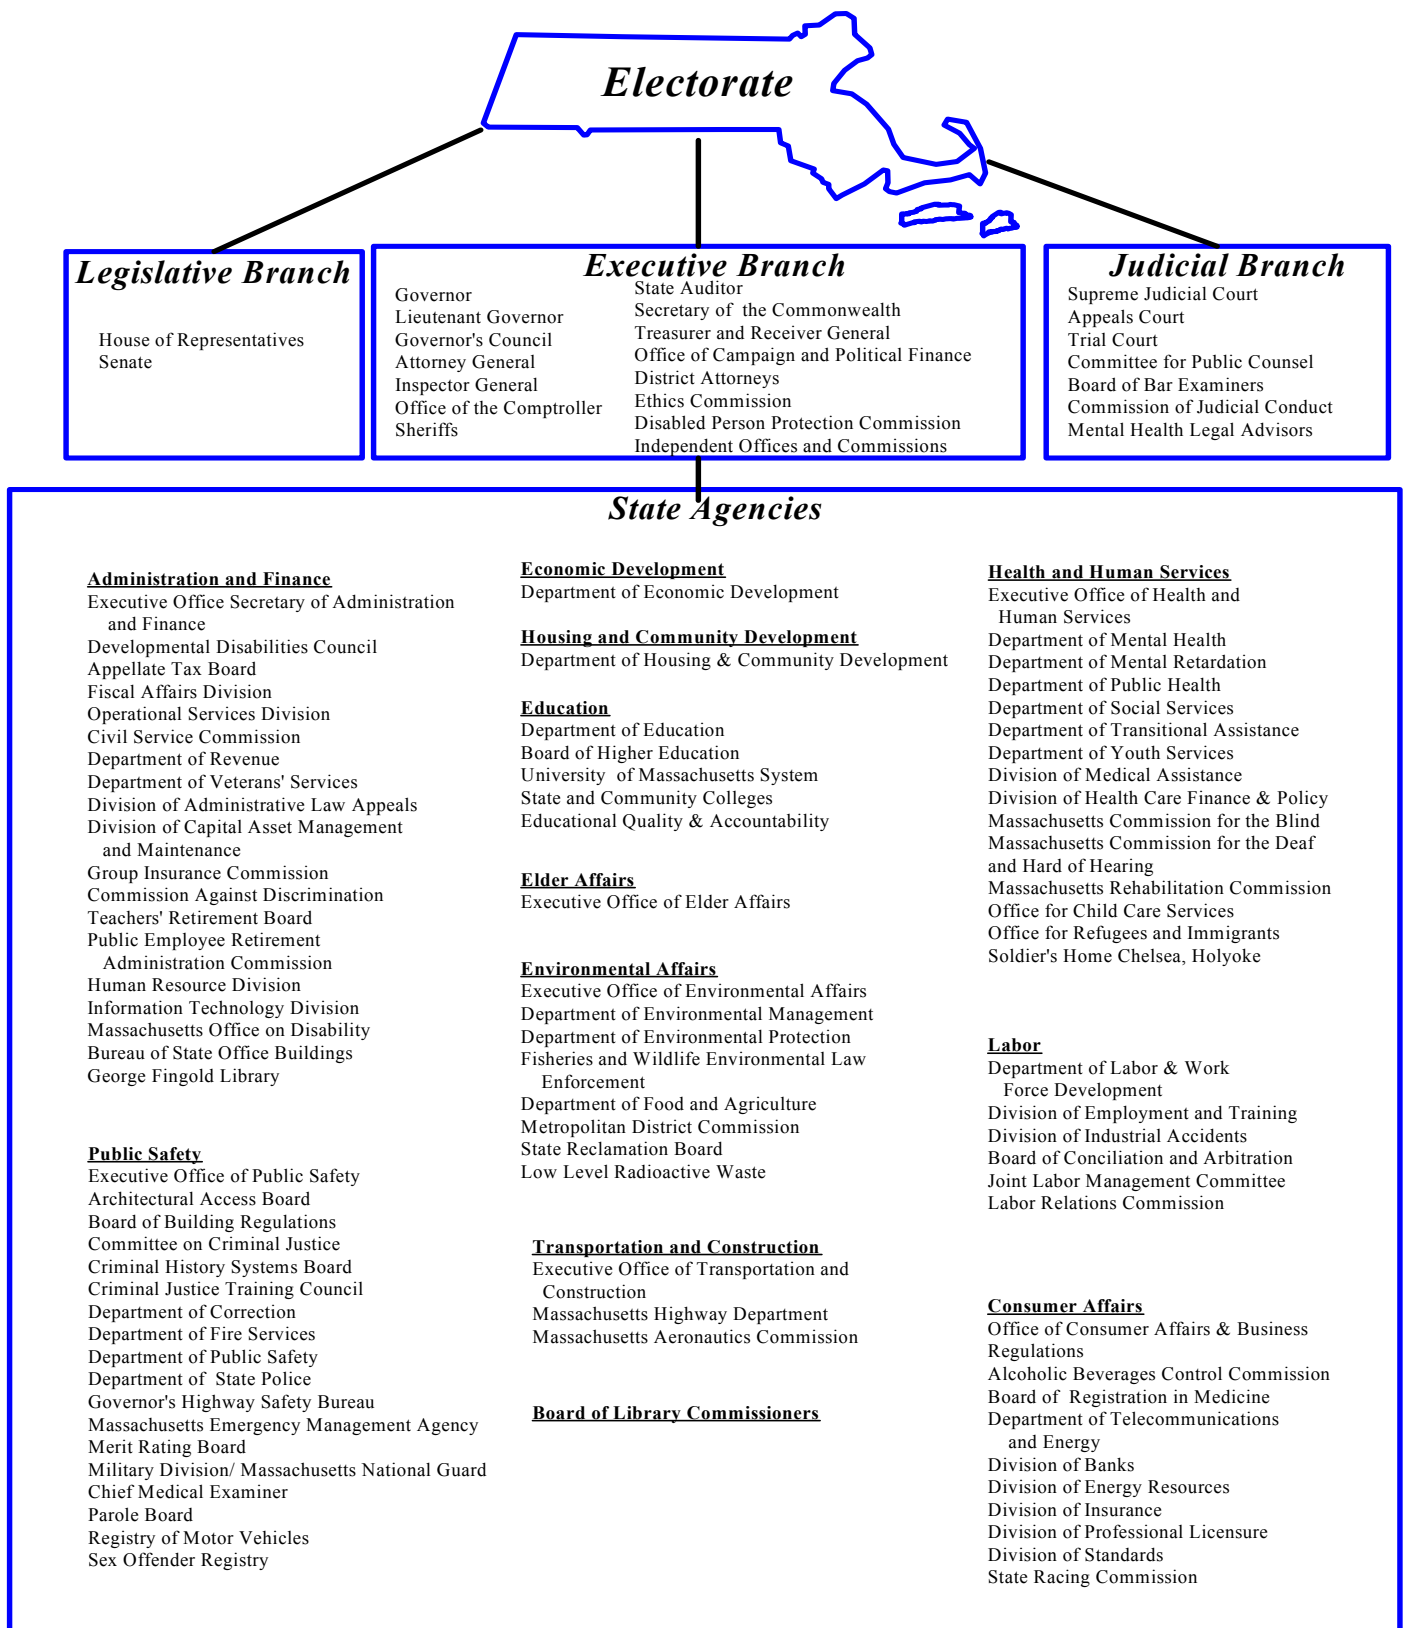 Electorate
Legislative Branch
House of Representatives
Senate
Executive Branch
Governor
Lieutenant Governor
Governor's Council
Attorney General
Inspector General
Office of the Comptroller
Sheriffs
State Auditor
Secretary of the Commonwealth
Treasurer and Receiver General
Office of Campaign and Political Finance
District Attorneys
Ethics Commission
Disabled Person Protection Commission
Independent Offices and Commissions
Judicial Branch
Supreme Judicial Court
Appeals Court
Trial Court
Committee for Public Counsel
Board of Bar Examiners
Commission of Judicial Conduct
Mental Health Legal Advisors
State Agencies
Administration and Finance
Executive Office Secretary of Administration
and Finance
Developmental Disabilities Council
Appellate Tax Board
Fiscal Affairs Division
Operational Services Division
Civil Service Commission
Department of Revenue
Department of Veterans' Services
Division of Administrative Law Appeals
Division of Capital Asset Management
and Maintenance
Group Insurance Commission
Commission Against Discrimination
Teachers' Retirement Board
Public Employee Retirement
Administration Commission
Human Resource Division
Information Technology Division
Massachusetts Office on Disability
Bureau of State Office Buildings
George Fingold Library
Public Safety
Executive Office of Public Safety
Architectural Access Board
Board of Building Regulations
Committee on Criminal Justice
Criminal History Systems Board
Criminal Justice Training Council
Department of Correction
Department of Fire Services
Department of Public Safety
Department of State Police
Governor's Highway Safety Bureau
Massachusetts Emergency Management Agency
Merit Rating Board
Military Division/ Massachusetts National Guard
Chief Medical Examiner
Parole Board
Registry of Motor Vehicles
Sex Offender Registry
Economic Development
Department of Economic Development
Housing and Community Development
Department of Housing & Community Development
Education
Department of Education
Board of Higher Education
University of Massachusetts System
State and Community Colleges
Educational Quality & Accountability
Elder Affairs
Executive Office of Elder Affairs
Environmental Affairs
Executive Office of Environmental Affairs
Department of Environmental Management
Department of Environmental Protection
Fisheries and Wildlife Environmental Law
Enforcement
Department of Food and Agriculture
Metropolitan District Commission
State Reclamation Board
Low Level Radioactive Waste
Transportation and Construction
Executive Office of Transportation and
Construction
Massachusetts Highway Department
Massachusetts Aeronautics Commission
Board of Library Commissioners
Health and Human Services
Executive Office of Health and
Human Services
Department of Mental Health
Department of Mental Retardation
Department of Public Health
Department of Social Services
Department of Transitional Assistance
Department of Youth Services
Division of Medical Assistance
Division of Health Care Finance & Policy
Massachusetts Commission for the Blind
Massachusetts Commission for the Deaf
and Hard of Hearing
Massachusetts Rehabilitation Commission
Office for Child Care Services
Office for Refugees and Immigrants
Soldier's Home Chelsea, Holyoke
Labor
Department of Labor & Work
Force Development
Division of Employment and Training
Division of Industrial Accidents
Board of Conciliation and Arbitration
Joint Labor Management Committee
Labor Relations Commission
Consumer Affairs
Office of Consumer Affairs & Business
Regulations
Alcoholic Beverages Control Commission
Board of Registration in Medicine
Department of Telecommunications
and Energy
Division of Banks
Division of Energy Resources
Division of Insurance
Division of Professional Licensure
Division of Standards
State Racing Commission